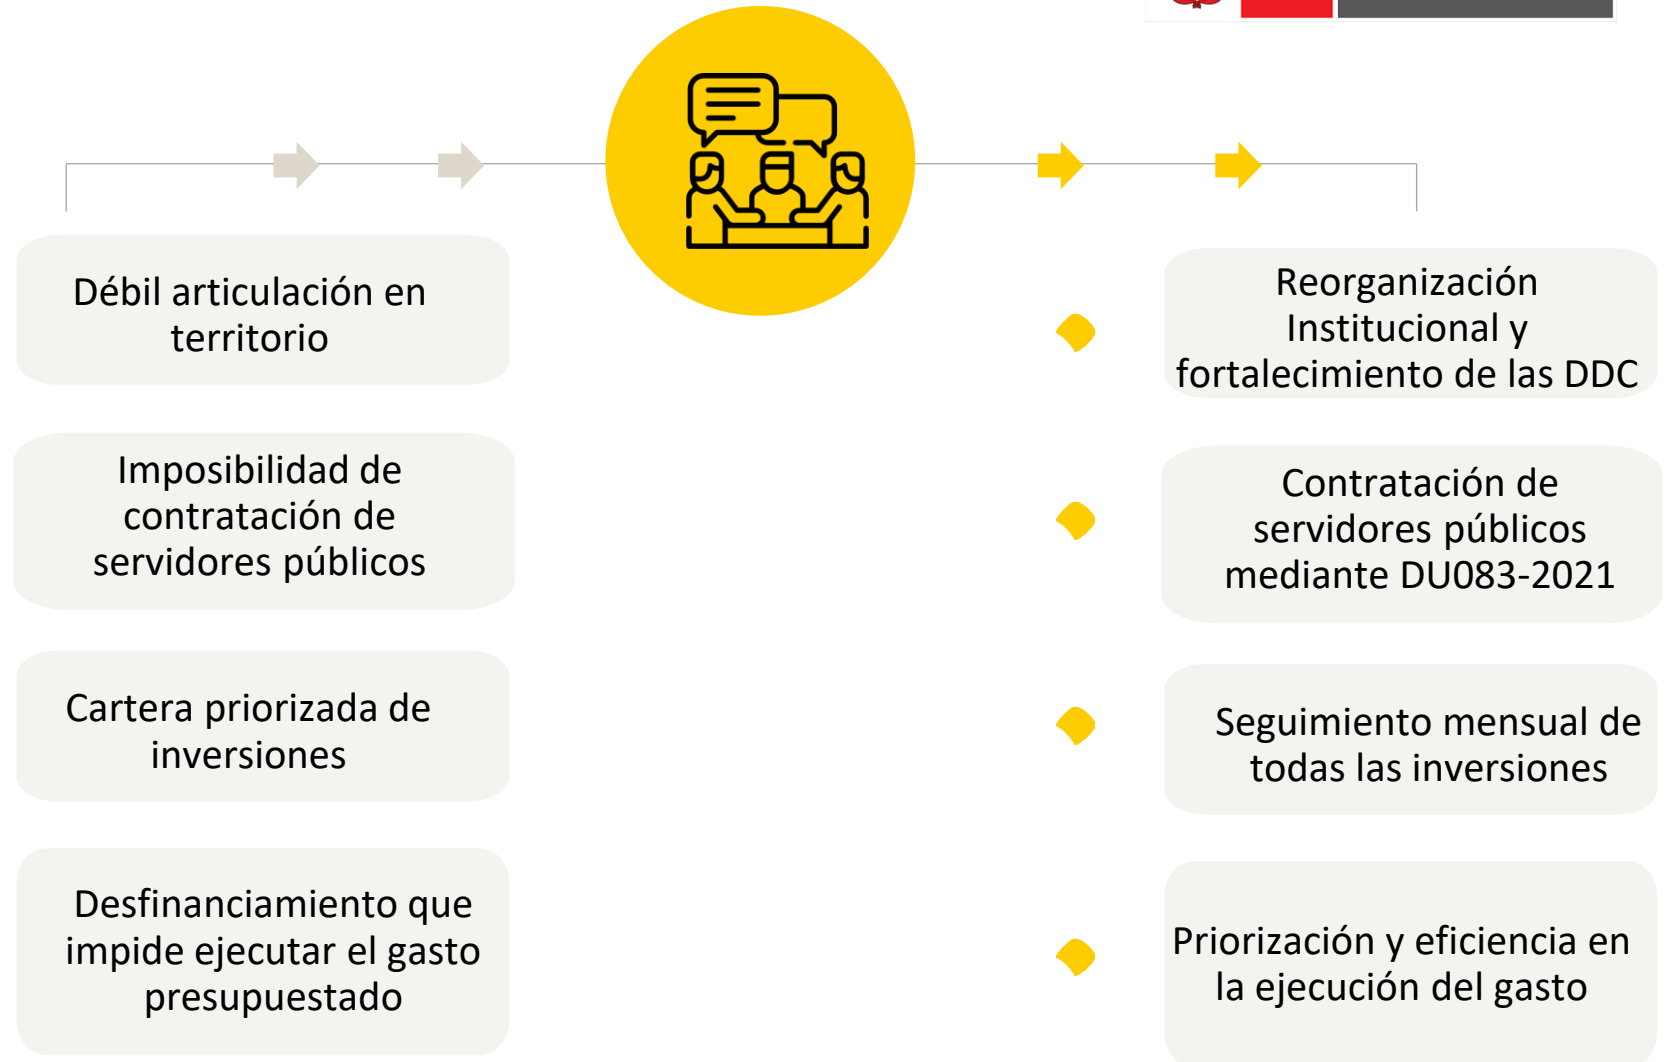 Débil articulación en
territorio
Imposibilidad de
contratación de
servidores públicos
Cartera priorizada de
inversiones
Desfinanciamiento que
impide ejecutar el gasto
presupuestado
Reorganización
Institucional y
fortalecimiento de las DDC
Contratación de
servidores públicos
mediante DU083-2021
Seguimiento mensual de
todas las inversiones
Priorización y eficiencia en
la ejecución del gasto